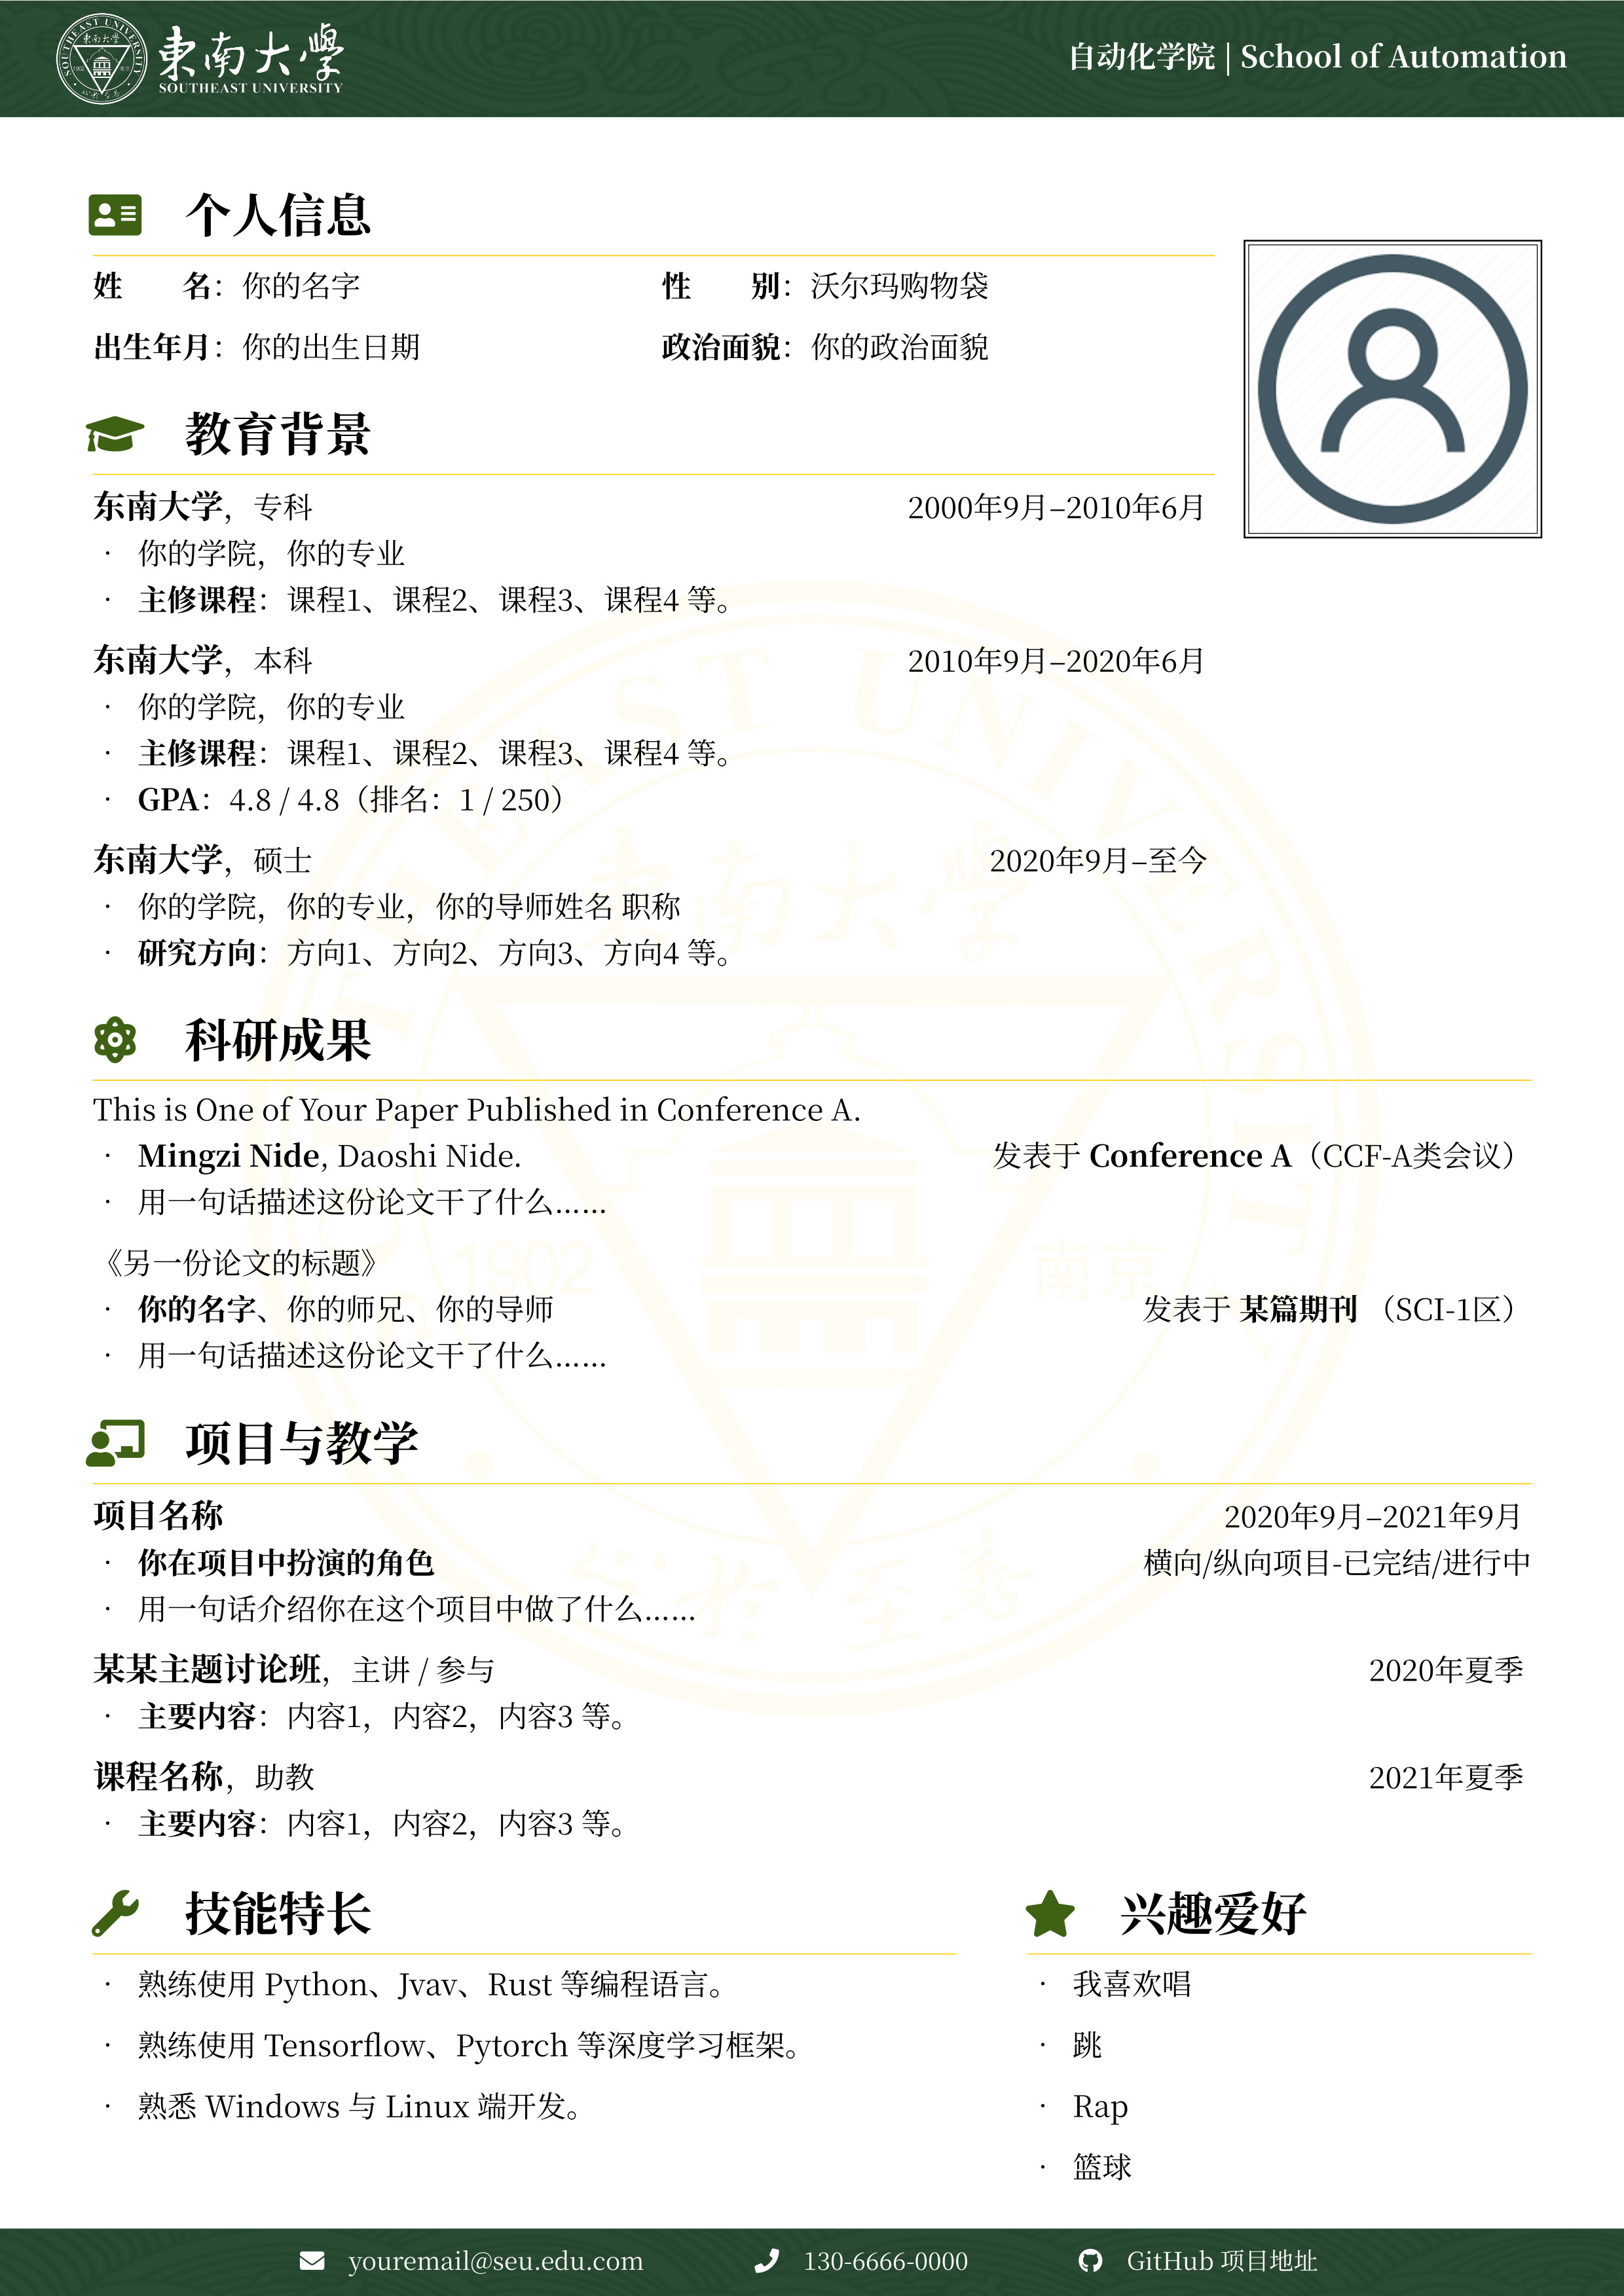 東南大學
SOUTHEAST UNIVERSITY
自动化学院 | School of Automation
个人信息
姓　　名：你的名字
性　　别：沃尔玛购物袋
出生年月：你的出生日期
政治面貌：你的政治面貌
教育背景
东南大学，专科 2000年9月–2010年6月
· 你的学院，你的专业
· 主修课程：课程1、课程2、课程3、课程4 等。
东南大学，本科 2010年9月–2020年6月
· 你的学院，你的专业
· 主修课程：课程1、课程2、课程3、课程4 等。
· GPA：4.8 / 4.8（排名：1 / 250）
东南大学，硕士 2020年9月–至今
· 你的学院，你的专业，你的导师姓名 职称
· 研究方向：方向1、方向2、方向3、方向4 等。
科研成果
This is One of Your Paper Published in Conference A.
· Mingzi Nide, Daoshi Nide. 发表于 Conference A（CCF-A类会议）
· 用一句话描述这份论文干了什么……
《另一份论文的标题》
· 你的名字、你的师兄、你的导师 发表于 某篇期刊 （SCI-1区）
· 用一句话描述这份论文干了什么……
项目与教学
项目名称 2020年9月–2021年9月
· 你在项目中扮演的角色 横向/纵向项目-已完结/进行中
· 用一句话介绍你在这个项目中做了什么……
某某主题讨论班，主讲 / 参与 2020年夏季
· 主要内容：内容1，内容2，内容3 等。
课程名称，助教 2021年夏季
· 主要内容：内容1，内容2，内容3 等。
技能特长
· 熟练使用 Python、Jvav、Rust 等编程语言。
· 熟练使用 Tensorflow、Pytorch 等深度学习框架。
· 熟悉 Windows 与 Linux 端开发。
兴趣爱好
· 我喜欢唱
· 跳
· Rap
· 篮球
SOUTHEAST UNIVERSITY
東南大學
1902 南京
止於至善
youremail@seu.edu.com
130-6666-0000
GitHub 项目地址